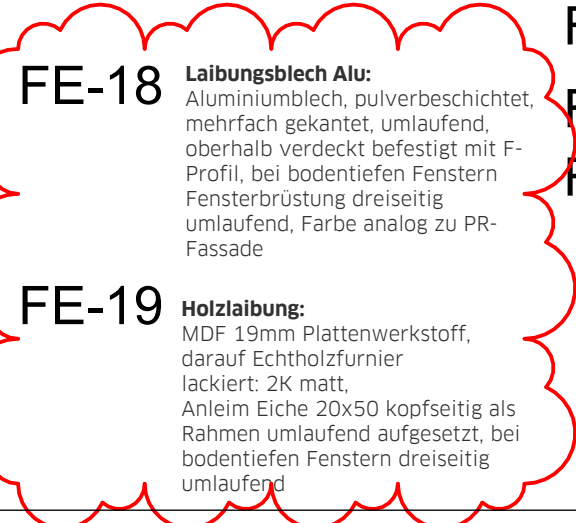 FE-18 Laibungsblech Alu:
Aluminiumblech, pulverbeschichtet,
mehrfach gekantet, umlaufend,
oberhalb verdeckt befestigt mit F-
Profil, bei bodentiefen Fenstern
Fensterbrüstung dreiseitig
umlaufend, Farbe analog zu PR-
Fassade
FE-19 Holzlaibung:
MDF 19mm Plattenwerkstoff,
darauf Echtholzfurnier
lackiert: 2K matt,
Anleim Eiche 20x50 kopfseitig als
Rahmen umlaufend aufgesetzt, bei
bodentiefen Fenstern dreiseitig
umlaufend